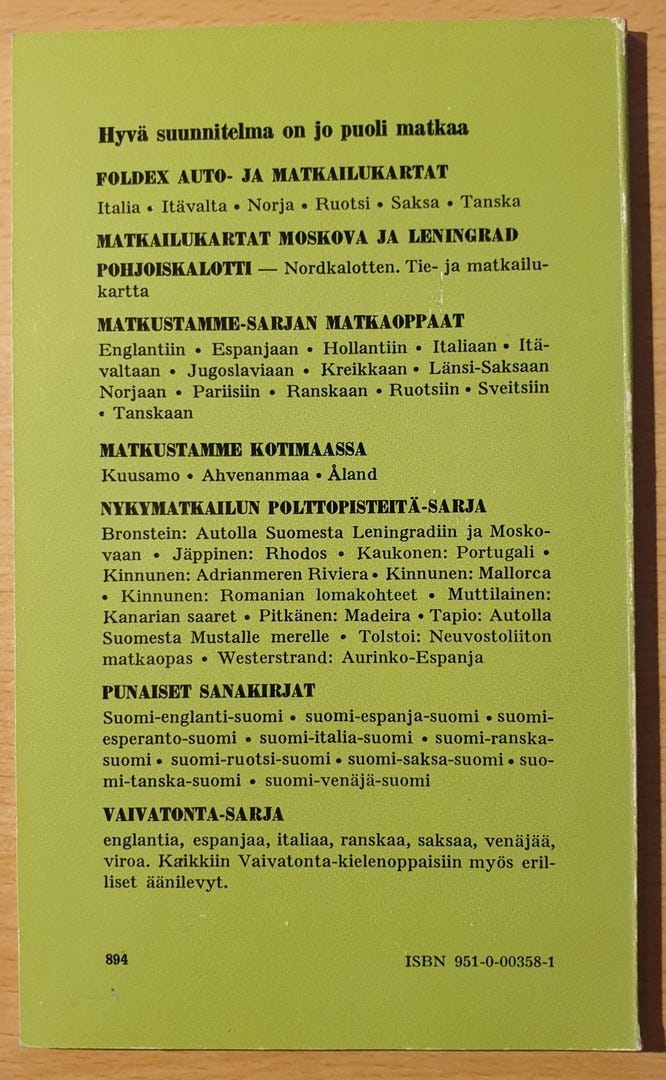 Hyvä suunnitelma on jo puoli matkaa
FOLDEX AUTO- JA MATKAILUKARTAT
Italia • Itävalta • Norja • Ruotsi • Saksa • Tanska
MATKAILUKARTAT MOSKOVA JA LENINGRAD
POHJOISKALOTTI — Nordkalotten. Tie- ja matkailu-
kartta
MATKUSTAMME-SARJAN MATKAOPPAAT
Englantiin • Espanjaan • Hollantiin • Italiaan • Itä-
valtaan • Jugoslaviaan • Kreikkaan • Länsi-Saksaan
Norjaan • Pariisiin • Ranskaan • Ruotsiin • Sveitsiin
• Tanskaan
MATKUSTAMME KOTIMAASSA
Kuusamo • Ahvenanmaa • Åland
NYKYMATKAILUN POLTTOPISTEITÄ-SARJA
Bronstein: Autolla Suomesta Leningradiin ja Mosko-
vaan • Jäppinen: Rhodos • Kaukonen: Portugali •
Kinnunen: Adrianmeren Riviera • Kinnunen: Mallorca
• Kinnunen: Romanian lomakohteet • Muttilainen:
Kanarian saaret • Pitkänen: Madeira • Tapio: Autolla
Suomesta Mustalle merelle • Tolstoi: Neuvostoliiton
matkaopas • Westerstrand: Aurinko-Espanja
PUNAISET SANAKIRJAT
Suomi-englanti-suomi • suomi-espanja-suomi • suomi-
esperanto-suomi • suomi-italia-suomi • suomi-ranska-
suomi • suomi-ruotsi-suomi • suomi-saksa-suomi • suo-
mi-tanska-suomi • suomi-venäjä-suomi
VAIVATONTA-SARJA
englantia, espanjaa, italiaa, ranskaa, saksaa, venäjää,
viroa. Kaikkiin Vaivatonta-kielenoppaisiin myös eril-
liset äänilevyt.
894
ISBN 951-0-00358-1